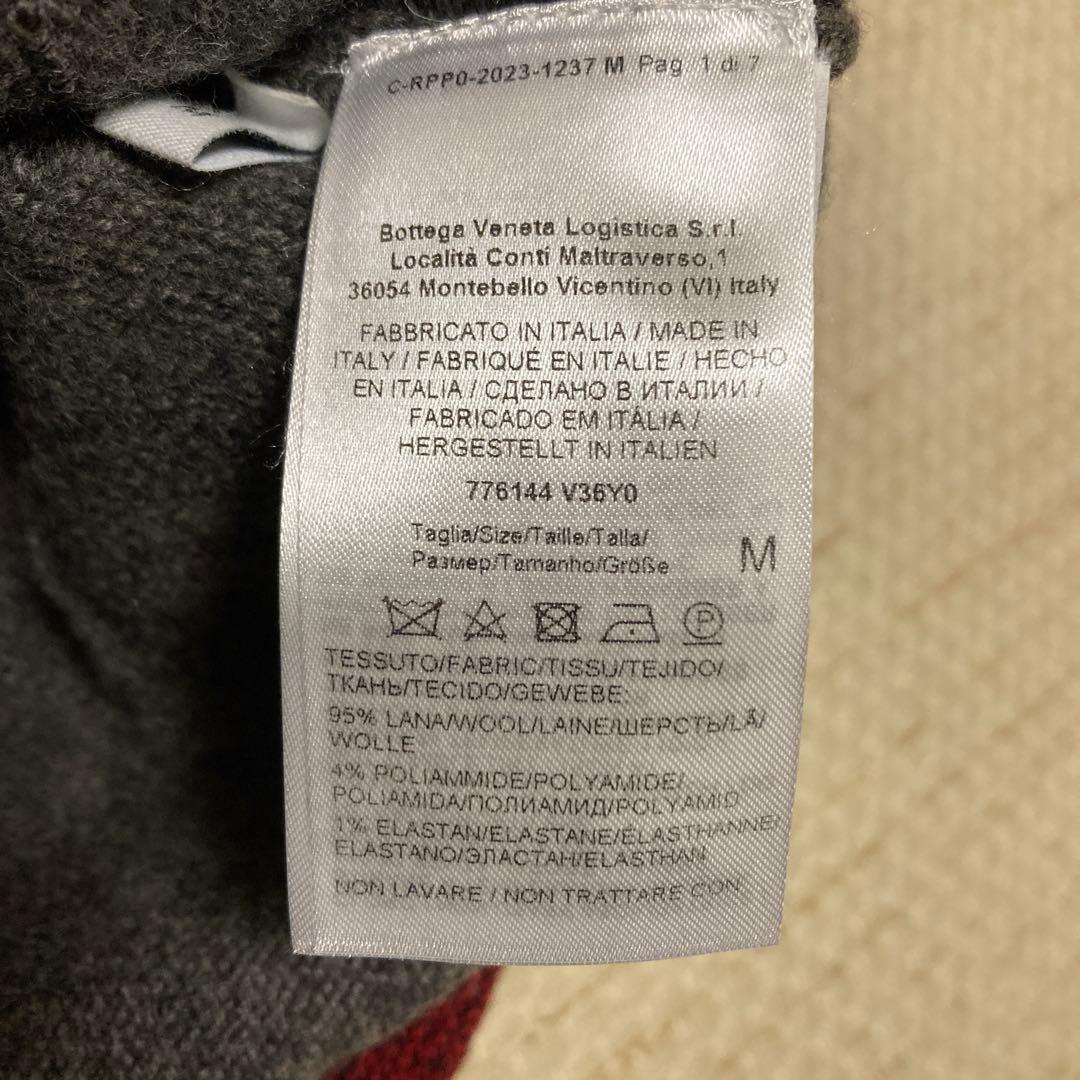 C-RPP0-2023-1237 M Pag 1 di 7
Bottega Veneta Logistica S.r.l.
Località Conti Maltraverso,1
36054 Montebello Vicentino (VI) Italy
FABBRICATO IN ITALIA / MADE IN
ITALY / FABRIQUÉ EN ITALIE / HECHO
EN ITALIA / СДЕЛАНО В ИТАЛИИ /
FABRICADO EM ITÁLIA /
HERGESTELLT IN ITALIEN
776144 V36Y0
Taglia/Size/Taille/Talla/
Размер/Tamanho/Größe
M
P
TESSUTO/FABRIC/TISSU/TEJIDO/
ТКАНЬ/TECIDO/GEWEBE:
95% LANA/WOOL/LAINE/ШЕРСТЬ/LÃ/
WOLLE
4% POLIAMMIDE/POLYAMIDE/
POLIAMIDA/ПОЛИАМИД/POLYAMID
1% ELASTAN/ELASTANE/ÉLASTHANNE/
ELASTANO/ЭЛАСТАН/ELASTHAN
NON LAVARE / NON TRATTARE CON